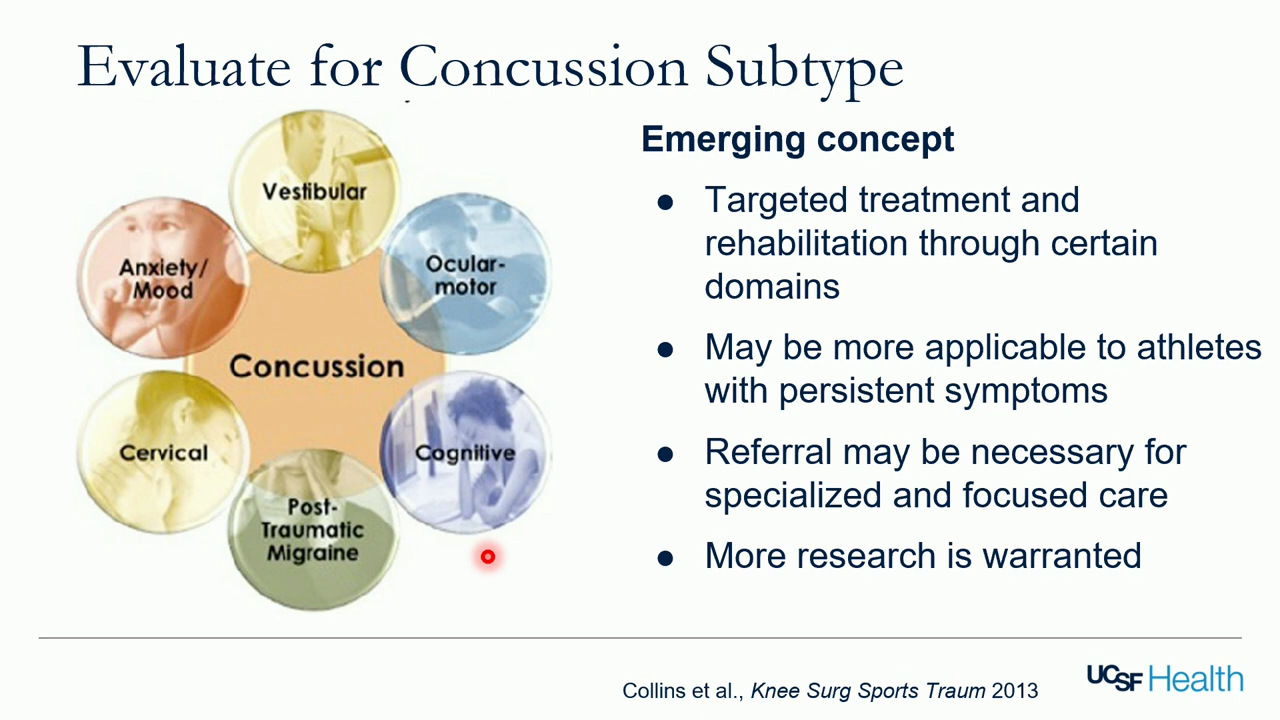 Evaluate for Concussion Subtype
Vestibular
Anxiety/
Mood
Ocular-
motor
Concussion
Cervical
Cognitive
Post-
Traumatic
Migraine
Emerging concept
● Targeted treatment and
rehabilitation through certain
domains
● May be more applicable to athletes
with persistent symptoms
● Referral may be necessary for
specialized and focused care
● More research is warranted
Collins et al., Knee Surg Sports Traum 2013
UCSF Health